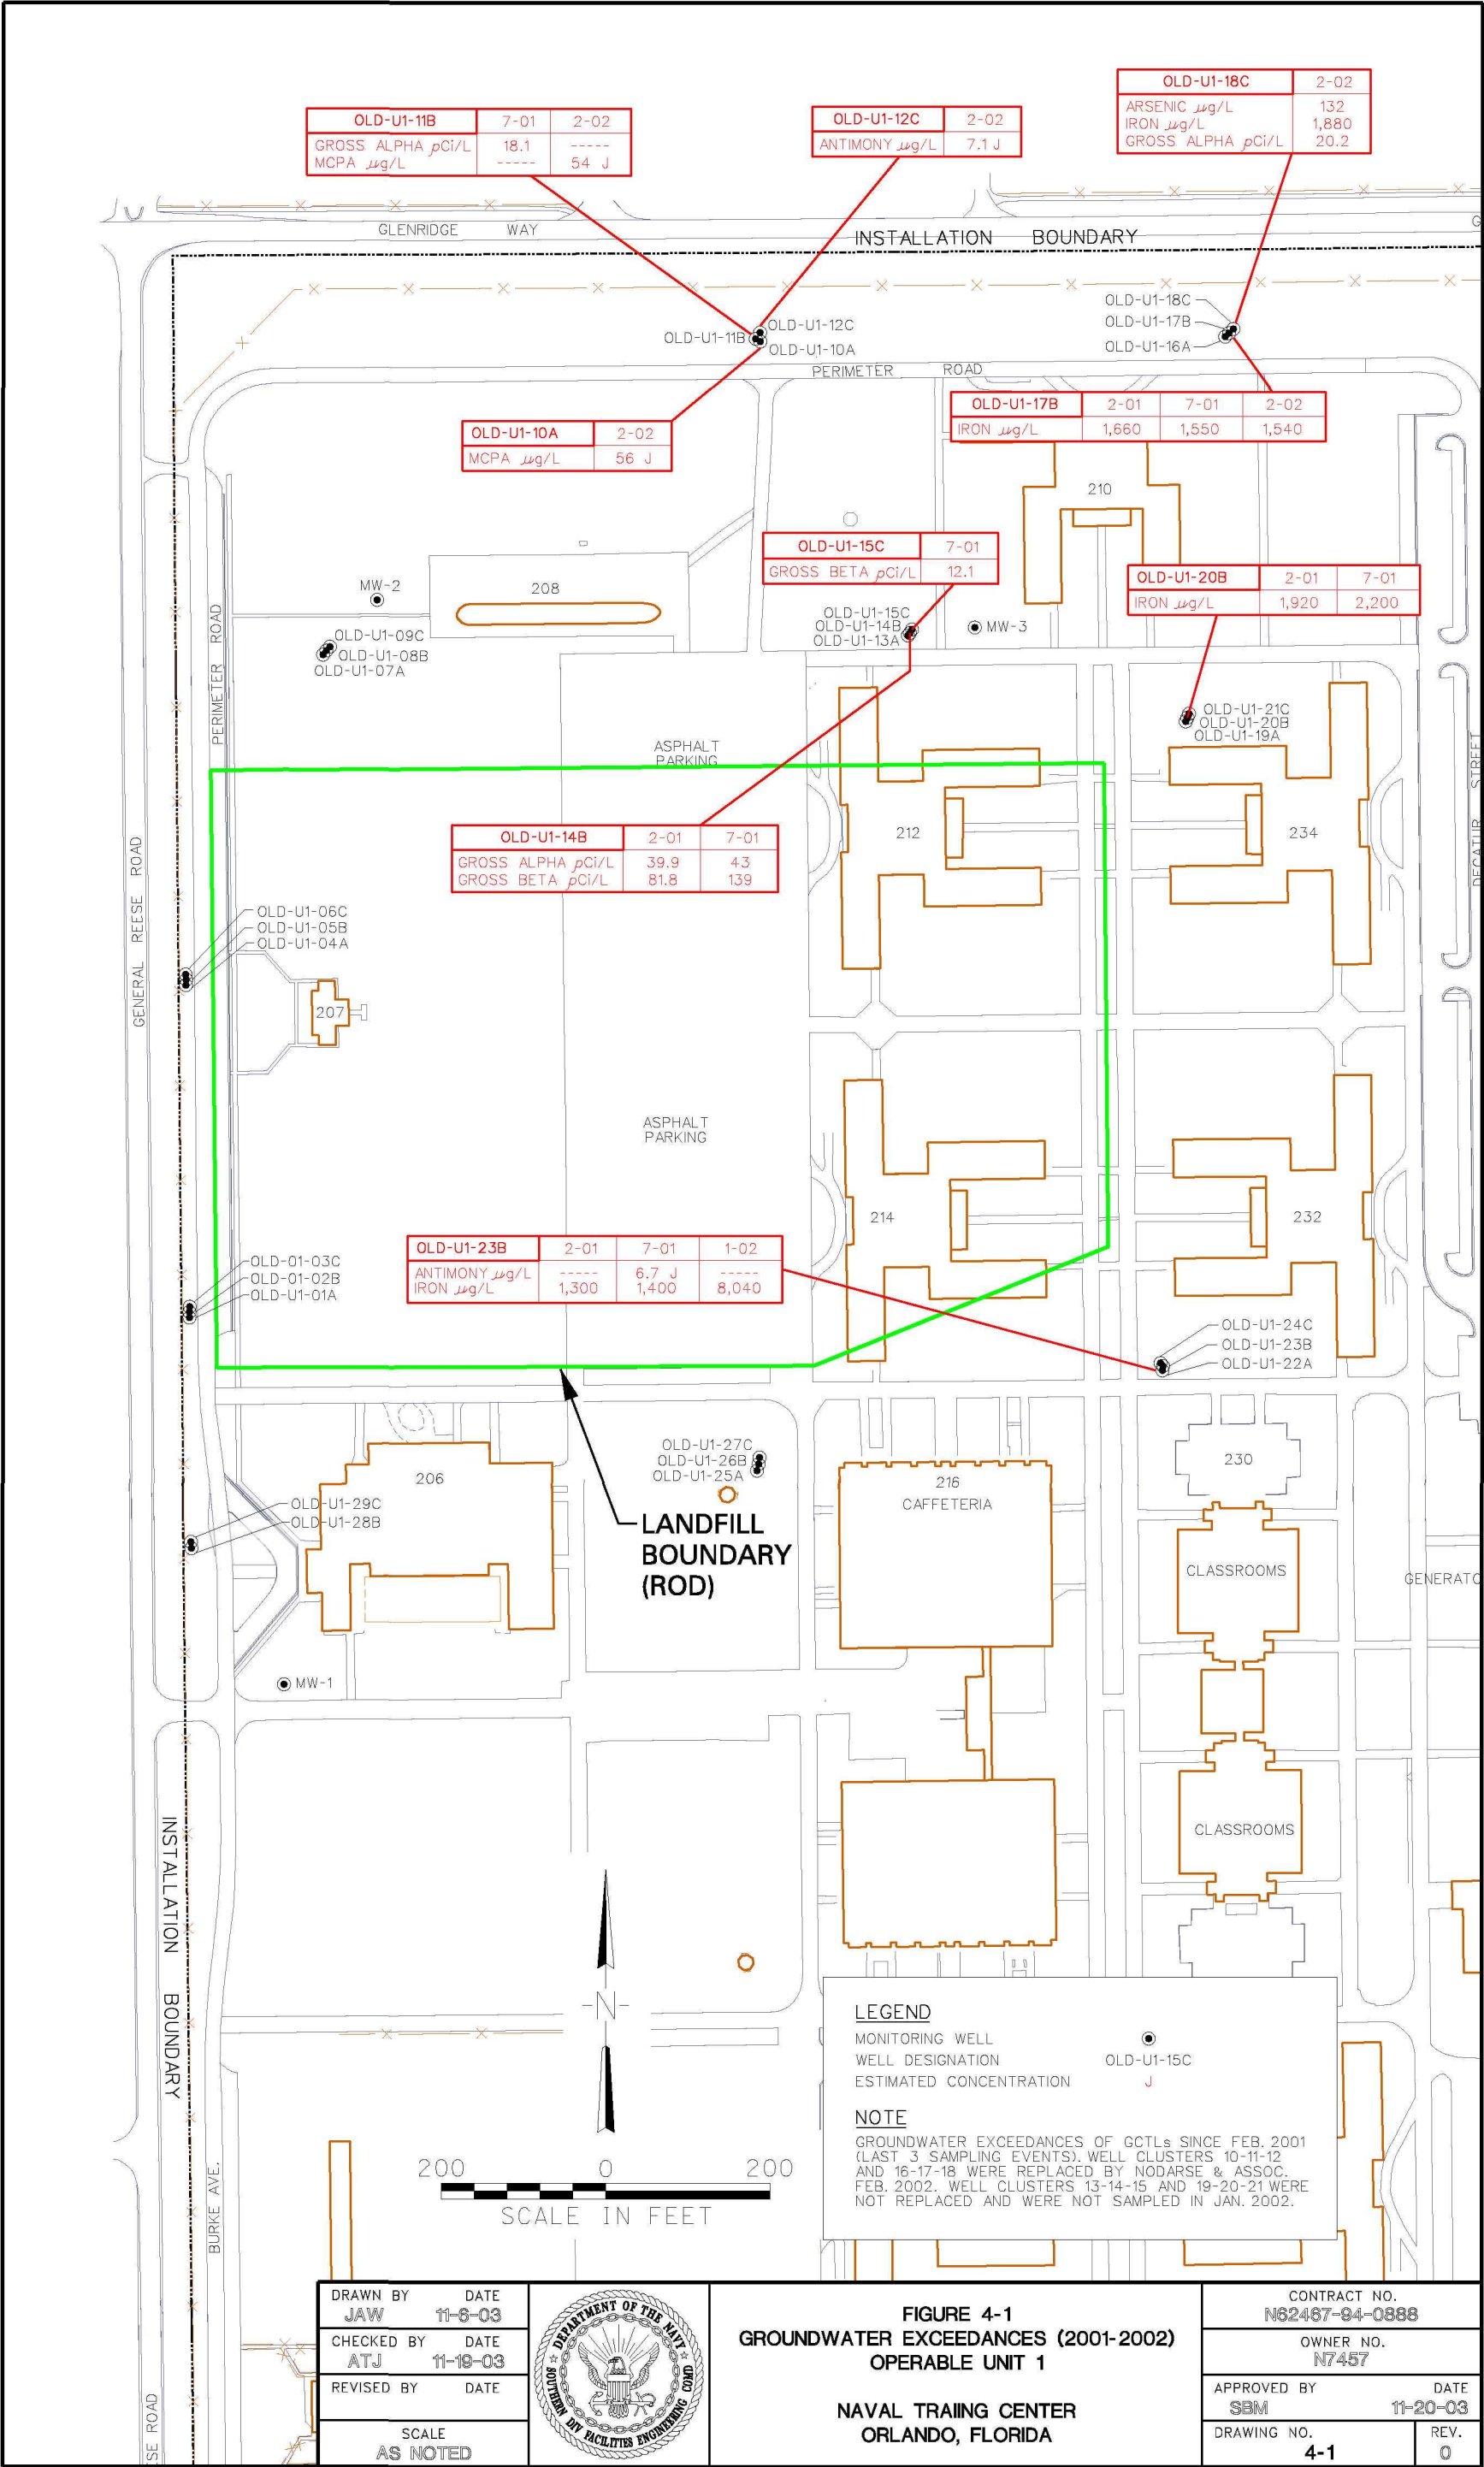 OLD-U1-11B 7-01 2-02
GROSS ALPHA pCi/L 18.1 -----
MCPA µg/L ----- 54 J
OLD-U1-12C 2-02
ANTIMONY µg/L 7.1 J
OLD-U1-18C 2-02
ARSENIC µg/L 132
IRON µg/L 1,880
GROSS ALPHA pCi/L 20.2
GLENRIDGE WAY
INSTALLATION BOUNDARY
G
OLD-U1-12C
OLD-U1-11B
OLD-U1-10A
OLD-U1-18C
OLD-U1-17B
OLD-U1-16A
PERIMETER ROAD
OLD-U1-10A 2-02
MCPA µg/L 56 J
OLD-U1-17B 2-01 7-01 2-02
IRON µg/L 1,660 1,550 1,540
210
OLD-U1-15C 7-01
GROSS BETA pCi/L 12.1
OLD-U1-20B 2-01 7-01
IRON µg/L 1,920 2,200
MW-2
208
OLD-U1-09C
OLD-U1-08B
OLD-U1-07A
OLD-U1-15C
OLD-U1-14B
OLD-U1-13A
MW-3
PERIMETER ROAD
OLD-U1-21C
OLD-U1-20B
OLD-U1-19A
ASPHALT
PARKING
DECATUR STREET
OLD-U1-14B 2-01 7-01
GROSS ALPHA pCi/L 39.9 43
GROSS BETA pCi/L 81.8 139
212
234
GENERAL REESE ROAD
OLD-U1-06C
OLD-U1-05B
OLD-U1-04A
207
ASPHALT
PARKING
214
232
OLD-U1-23B 2-01 7-01 1-02
ANTIMONY µg/L ----- 6.7 J -----
IRON µg/L 1,300 1,400 8,040
OLD-01-03C
OLD-01-02B
OLD-U1-01A
OLD-U1-24C
OLD-U1-23B
OLD-U1-22A
OLD-U1-27C
OLD-U1-26B
OLD-U1-25A
206
216
CAFFETERIA
230
OLD-U1-29C
OLD-U1-28B
LANDFILL
BOUNDARY
(ROD)
CLASSROOMS
GENERATO
MW-1
CLASSROOMS
INSTALLATION BOUNDARY
-N-
200 0 200
SCALE IN FEET
BURKE AVE.
SE ROAD
LEGEND
MONITORING WELL
WELL DESIGNATION OLD-U1-15C
ESTIMATED CONCENTRATION J
NOTE
GROUNDWATER EXCEEDANCES OF GCTLs SINCE FEB. 2001
(LAST 3 SAMPLING EVENTS). WELL CLUSTERS 10-11-12
AND 16-17-18 WERE REPLACED BY NODARSE & ASSOC.
FEB. 2002. WELL CLUSTERS 13-14-15 AND 19-20-21 WERE
NOT REPLACED AND WERE NOT SAMPLED IN JAN. 2002.
DRAWN BY DATE
JAW 11-6-03
CHECKED BY DATE
ATJ 11-19-03
REVISED BY DATE
SCALE
AS NOTED
DEPARTMENT OF THE NAVY
SOUTHERN DIV FACILITIES ENGINEERING COMD
FIGURE 4-1
GROUNDWATER EXCEEDANCES (2001-2002)
OPERABLE UNIT 1
NAVAL TRAIING CENTER
ORLANDO, FLORIDA
CONTRACT NO.
N62467-94-0888
OWNER NO.
N7457
APPROVED BY DATE
SBM 11-20-03
DRAWING NO. REV.
4-1 0